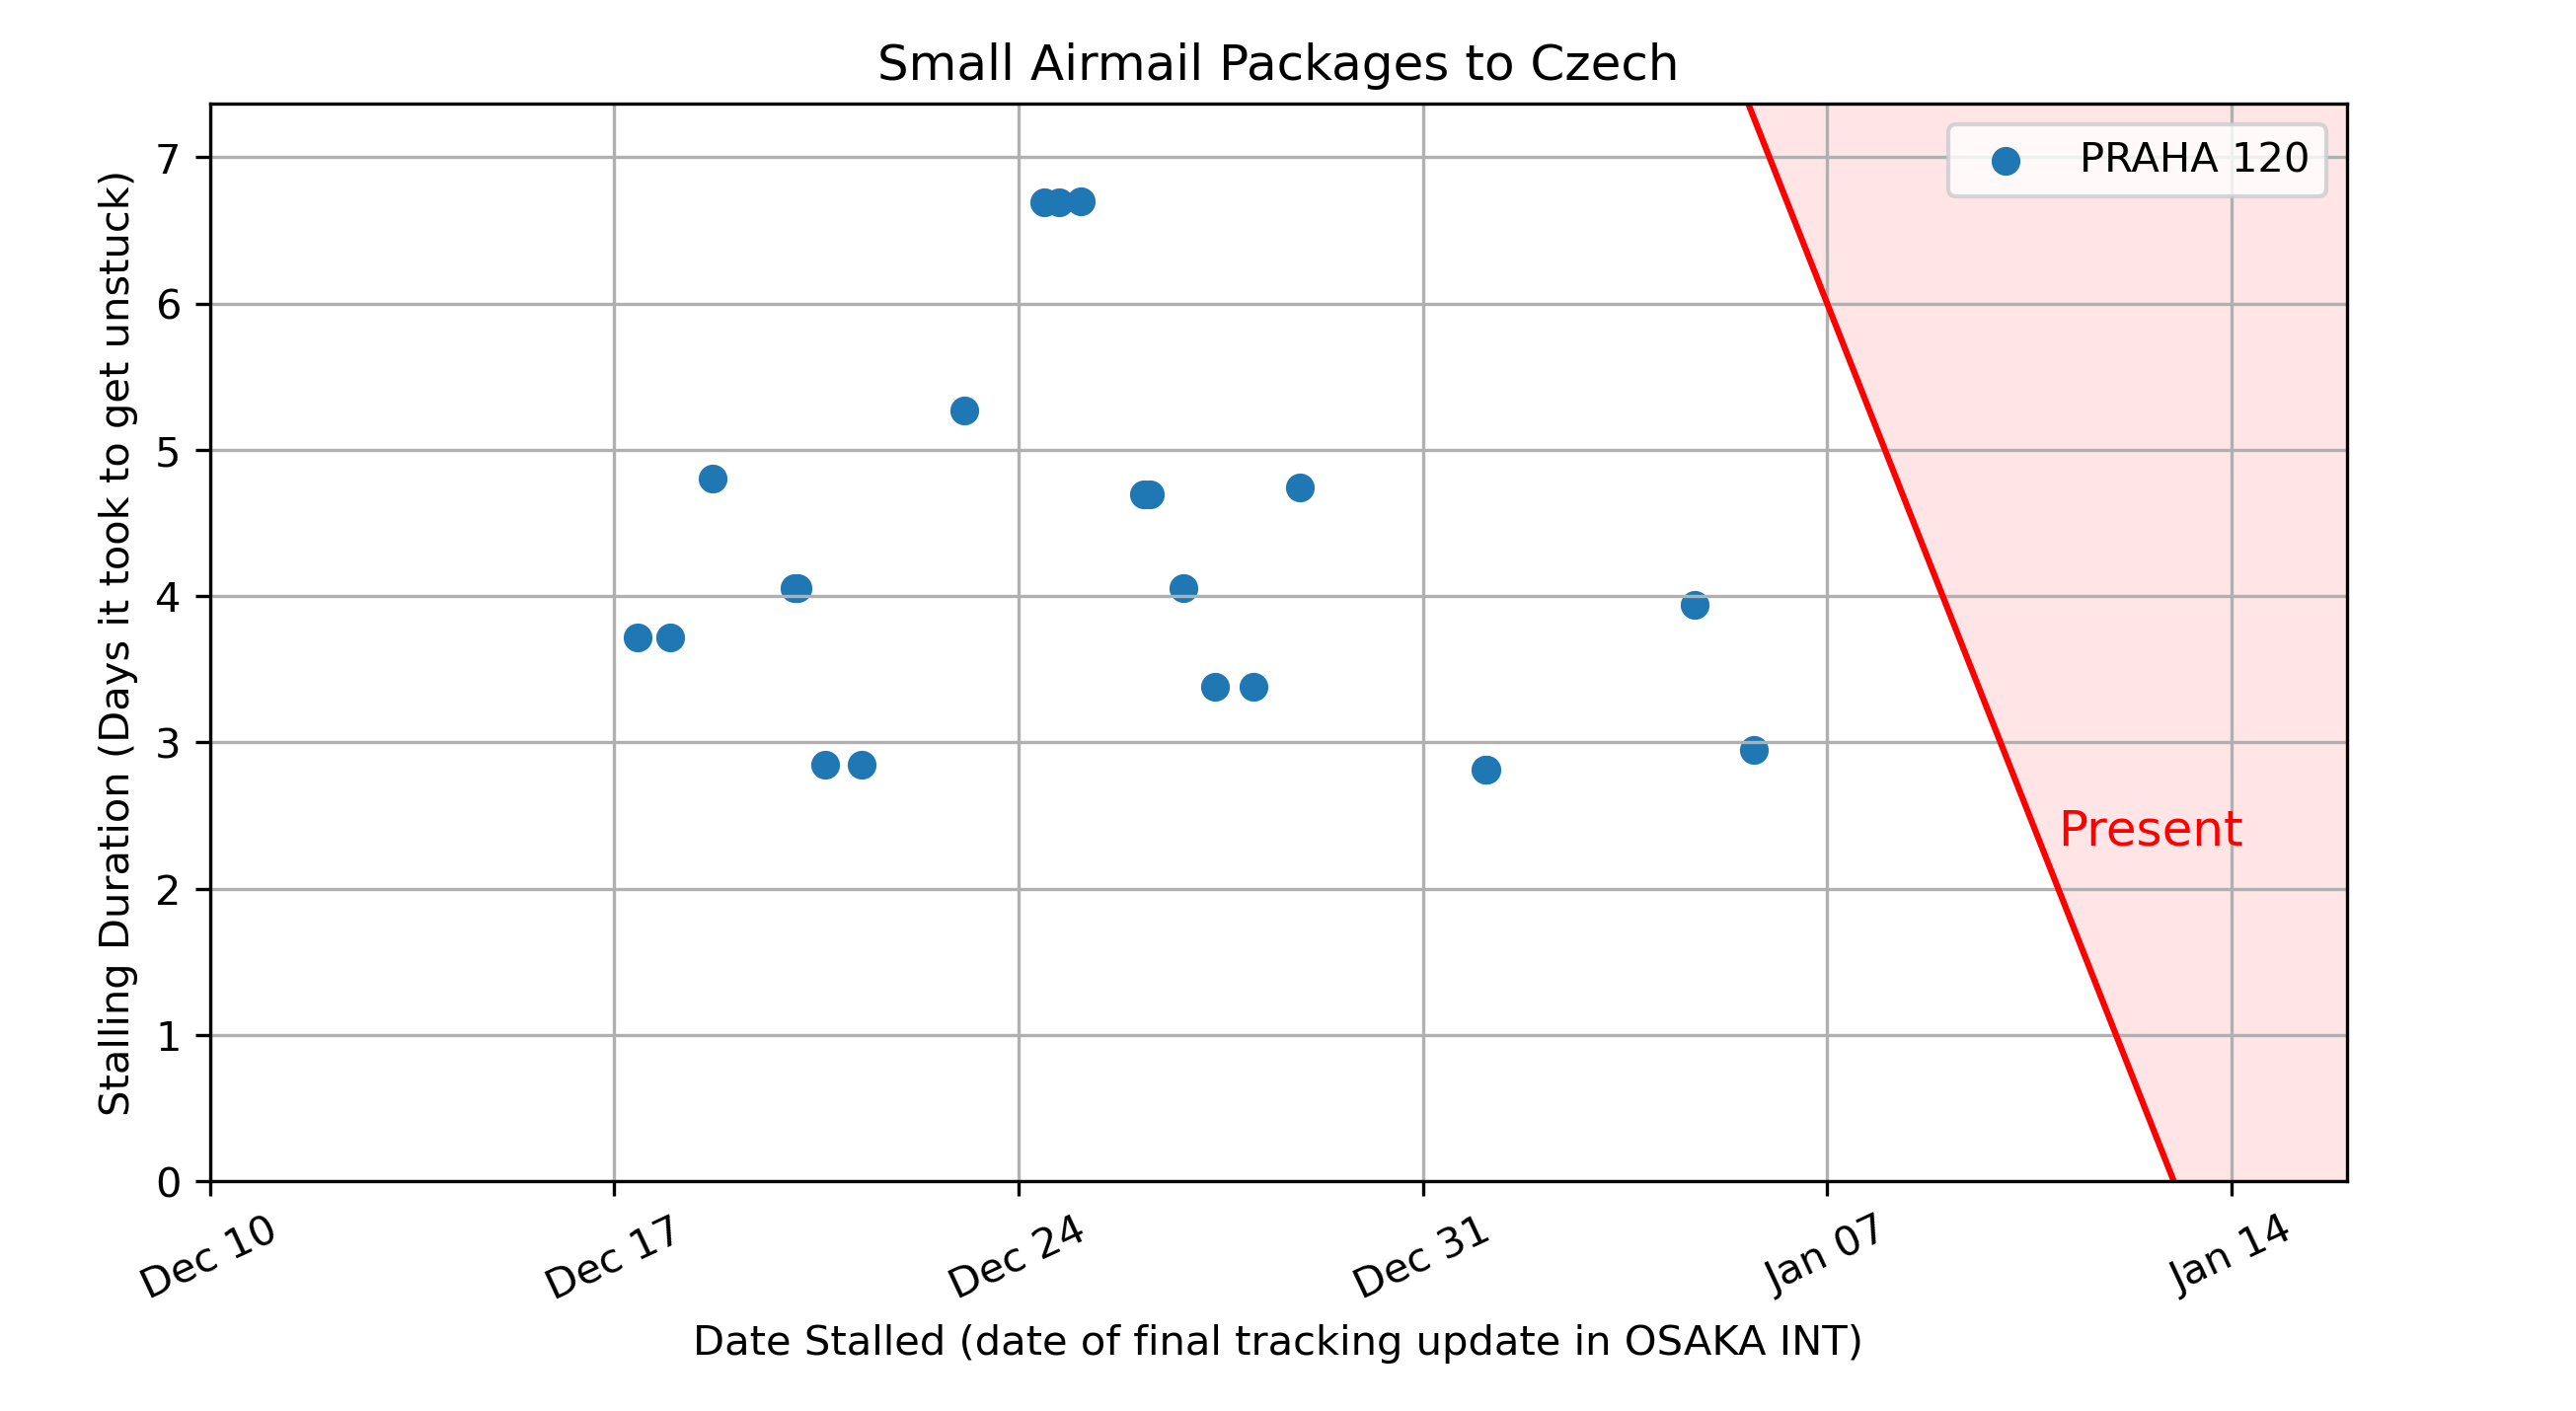 Small Airmail Packages to Czech
PRAHA 120
Stalling Duration (Days it took to get unstuck)
7
6
5
4
3
2
1
0
Present
Dec 10
Dec 17
Dec 24
Dec 31
Jan 07
Jan 14
Date Stalled (date of final tracking update in OSAKA INT)